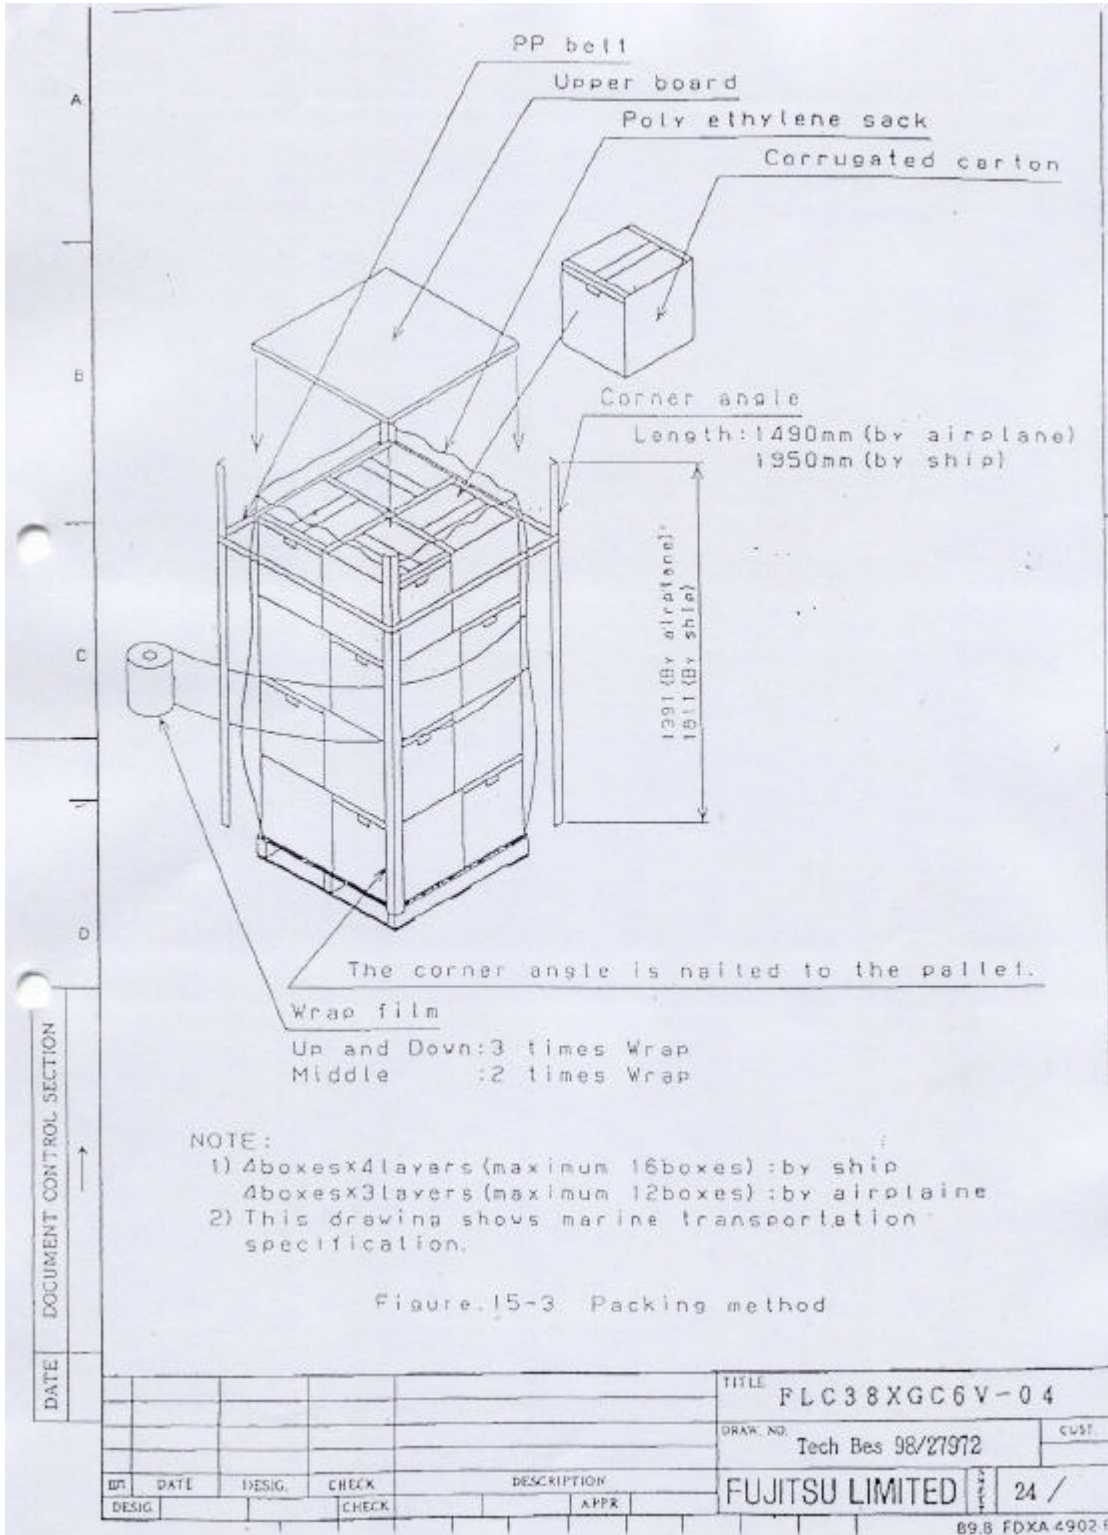 PP belt
Upper board
Poly ethylene sack
Corrugated carton
A
B
C
D
Corner angle
Length:1490mm(by airplane)
1950mm(by ship)
1391(By airplane)
1811(By ship)
The corner angle is nailed to the pallet.
Wrap film
Up and Down:3 times Wrap
Middle :2 times Wrap
NOTE:
1) 4boxes×4layers(maximum 16boxes):by ship
4boxes×3layers(maximum 12boxes):by airplaine
2) This drawing shows marine transportation
specification.
Figure.15-3 Packing method
DOCUMENT CONTROL SECTION
DATE
TITLE
FLC38XGC6V-04
DRAW. NO.
Tech Bes 98/27972
CUST.
DATE DESIG. CHECK DESCRIPTION
DESIG CHECK APPR
FUJITSU LIMITED
24 /
89.8 FDXA-4902